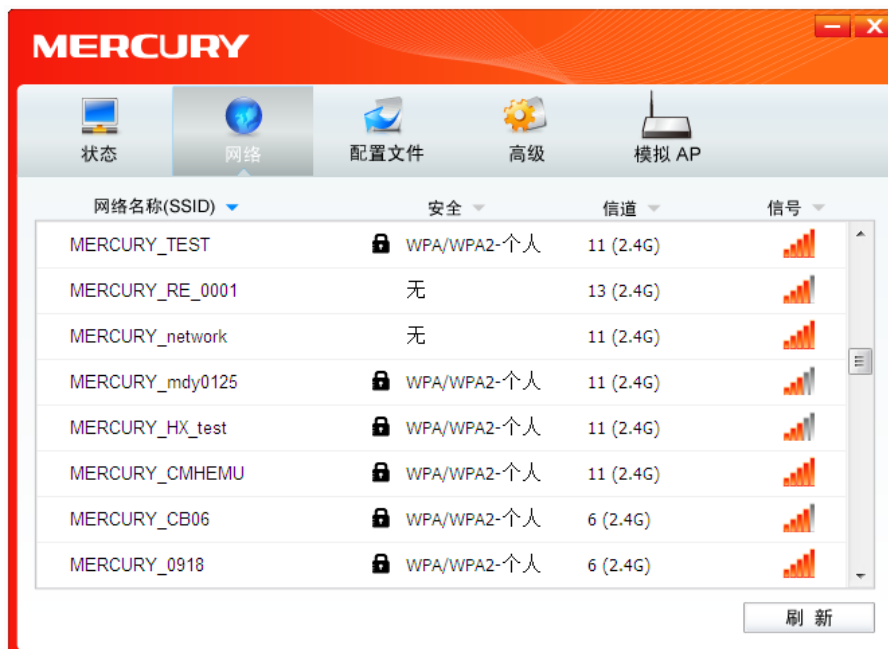 MERCURY
状态 网络 配置文件 高级 模拟 AP
网络名称(SSID) 安全 信道 信号
MERCURY_TEST WPA/WPA2-个人 11 (2.4G)
MERCURY_RE_0001 无 13 (2.4G)
MERCURY_network 无 11 (2.4G)
MERCURY_mdy0125 WPA/WPA2-个人 11 (2.4G)
MERCURY_HX_test WPA/WPA2-个人 11 (2.4G)
MERCURY_CMHEMU WPA/WPA2-个人 11 (2.4G)
MERCURY_CB06 WPA/WPA2-个人 6 (2.4G)
MERCURY_0918 WPA/WPA2-个人 6 (2.4G)
刷 新